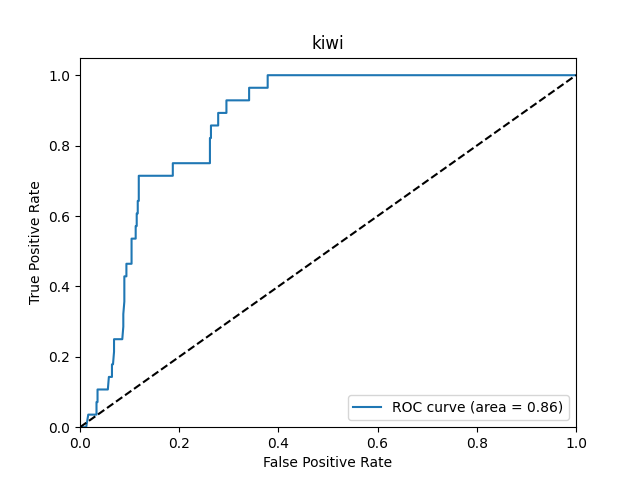 kiwi
1.0
0.8
0.6
0.4
0.2
0.0
True Positive Rate
ROC curve (area = 0.86)
0.0 0.2 0.4 0.6 0.8 1.0
False Positive Rate